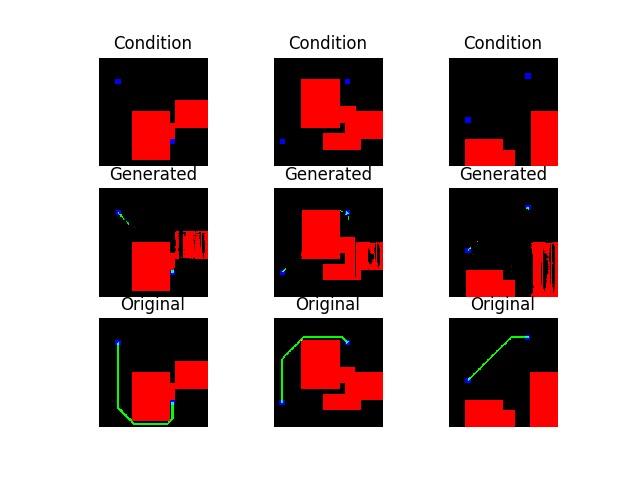 Condition Condition Condition
Generated Generated Generated
Original Original Original